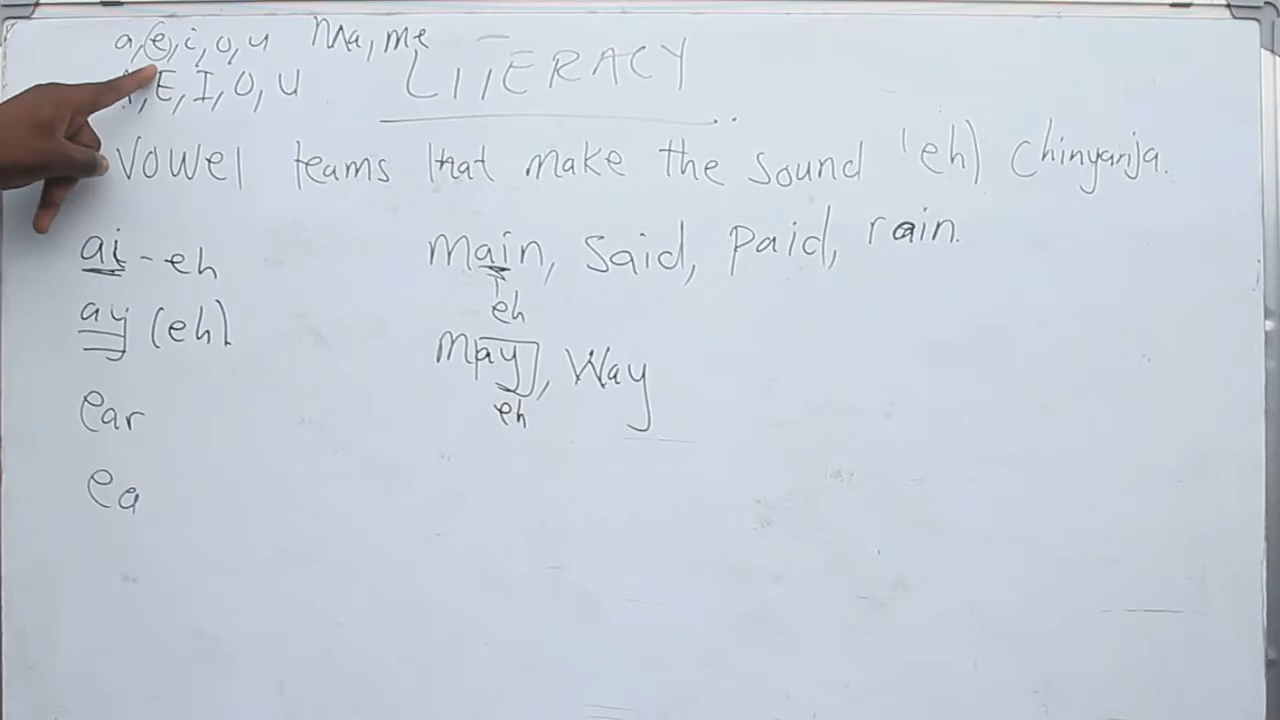 a, e, i, o, u Ma, me
LITERACY
A, E, I, O, U
Vowel teams that make the sound (eh) Chinyanja.
ai - eh main, said, paid, rain.
eh
ay (eh) may, way
eh
ear
ea